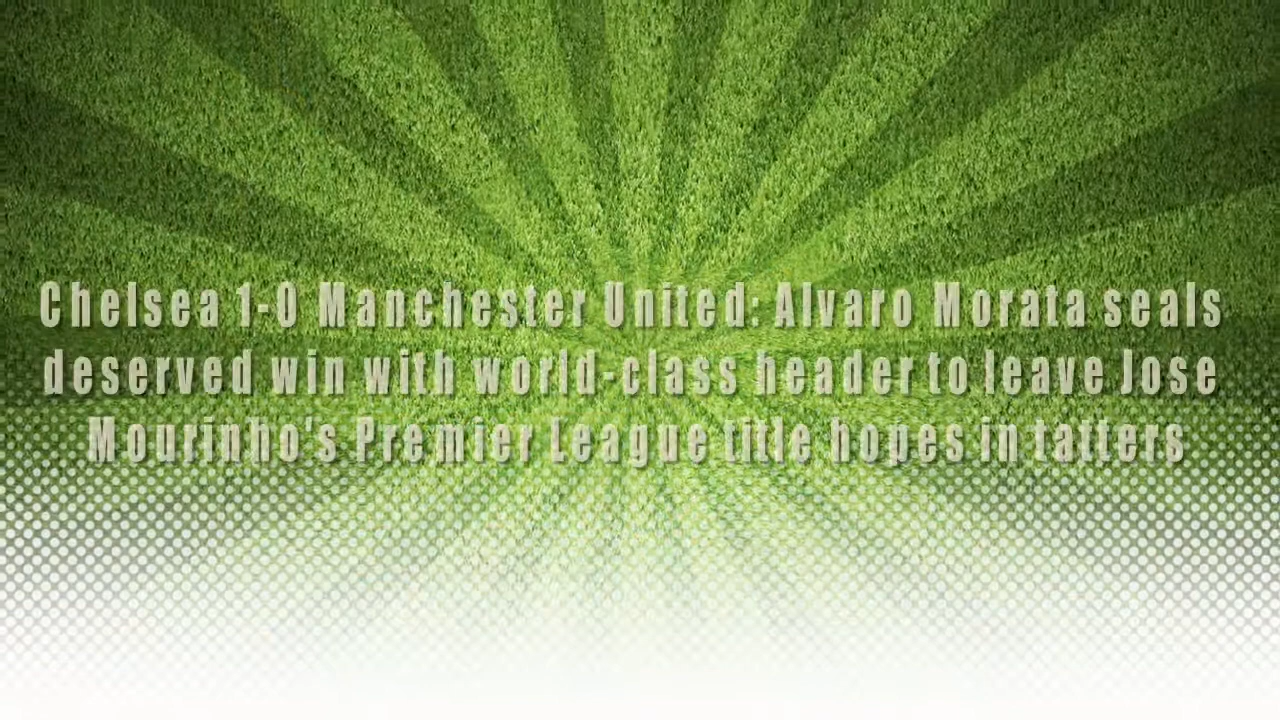 Chelsea 1-0 Manchester United: Alvaro Morata seals
deserved win with world-class header to leave Jose
Mourinho's Premier League title hopes in tatters